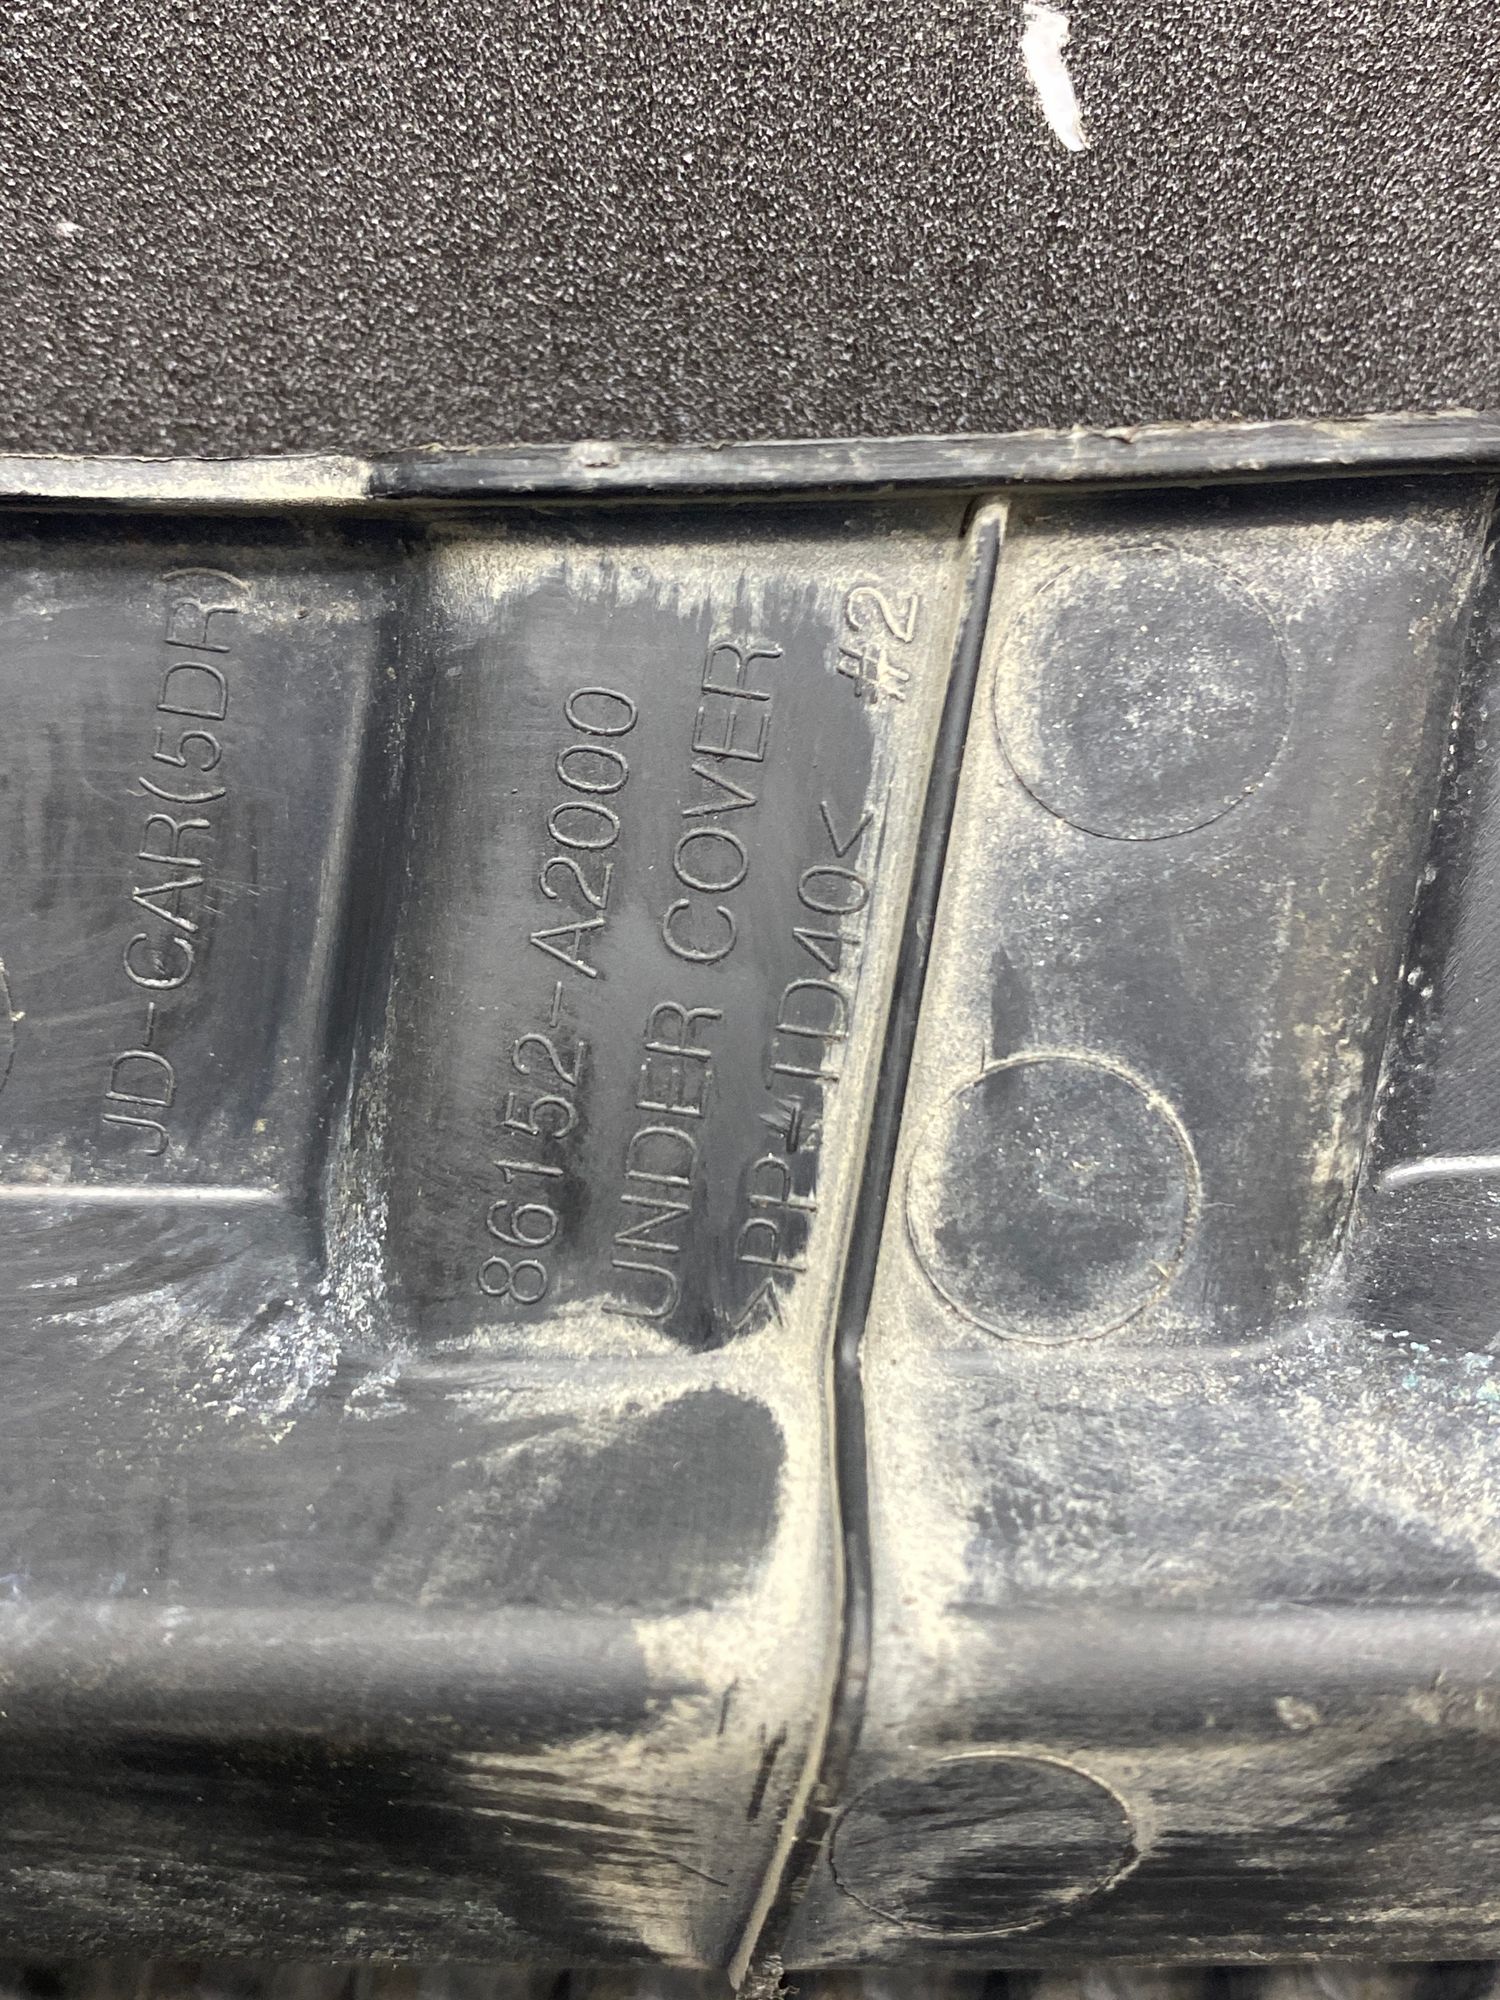 JD-CAR(5DR)
86152-A2000
UNDER COVER
>PP-TD40<
#2